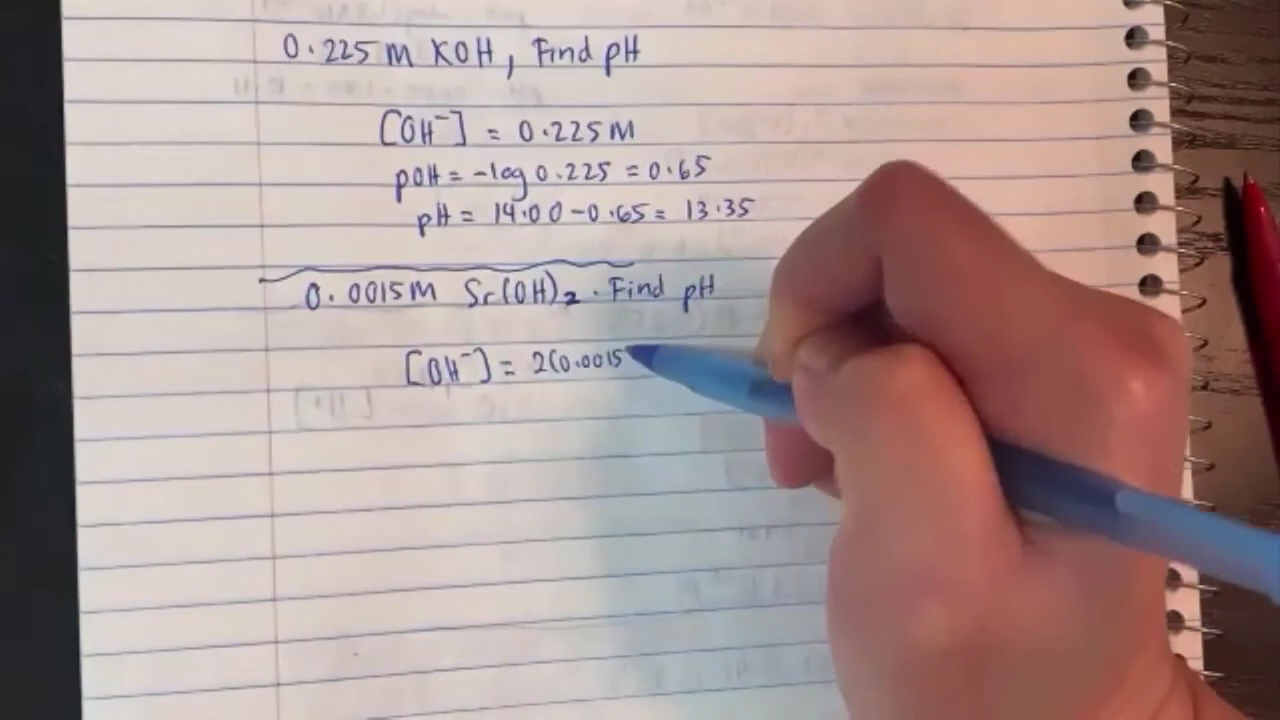 0.225 M KOH, Find pH
[OH⁻] = 0.225 M
pOH = -log 0.225 = 0.65
pH = 14.00 - 0.65 = 13.35
0.0015 M Sr(OH)₂. Find pH
[OH⁻] = 2(0.0015